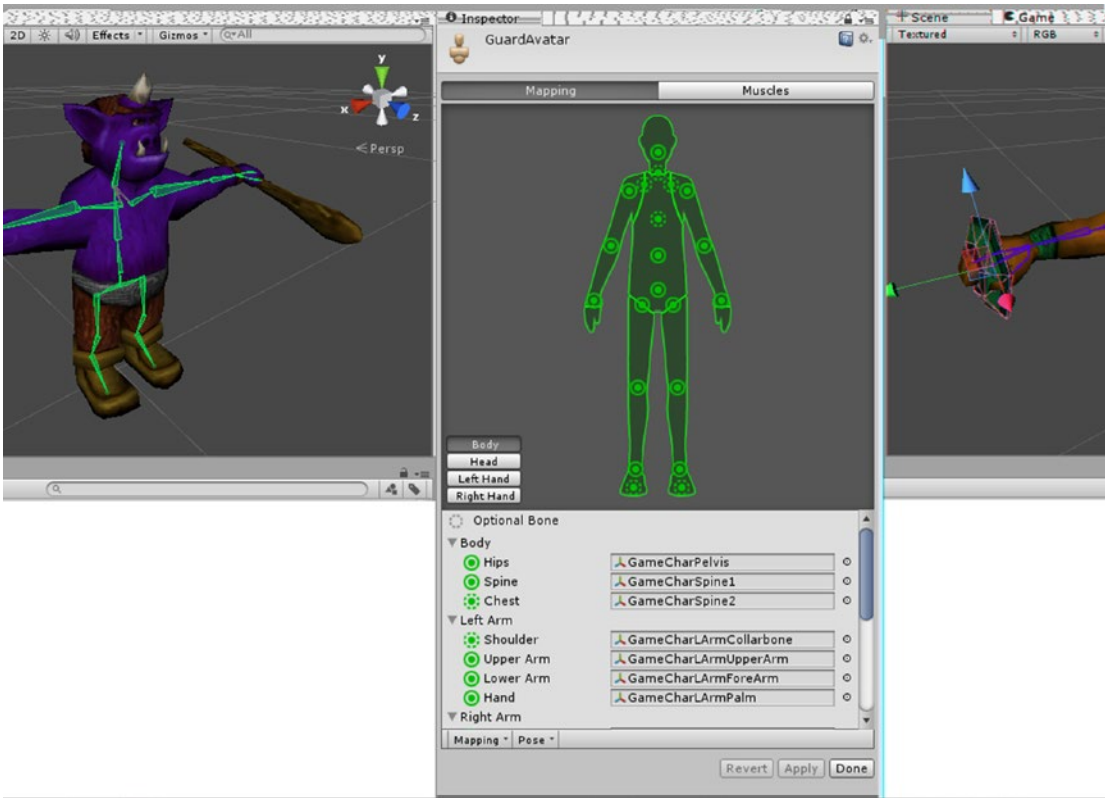 2D Effects Gizmos All
y
x
z
Persp
Inspector
GuardAvatar
Mapping Muscles
Body
Head
Left Hand
Right Hand
Optional Bone
Body
Hips GameCharPelvis
Spine GameCharSpine1
Chest GameCharSpine2
Left Arm
Shoulder GameCharLArmCollarbone
Upper Arm GameCharLArmUpperArm
Lower Arm GameCharLArmForeArm
Hand GameCharLArmPalm
Right Arm
Mapping Pose
Revert Apply Done
Scene Game
Textured RGB